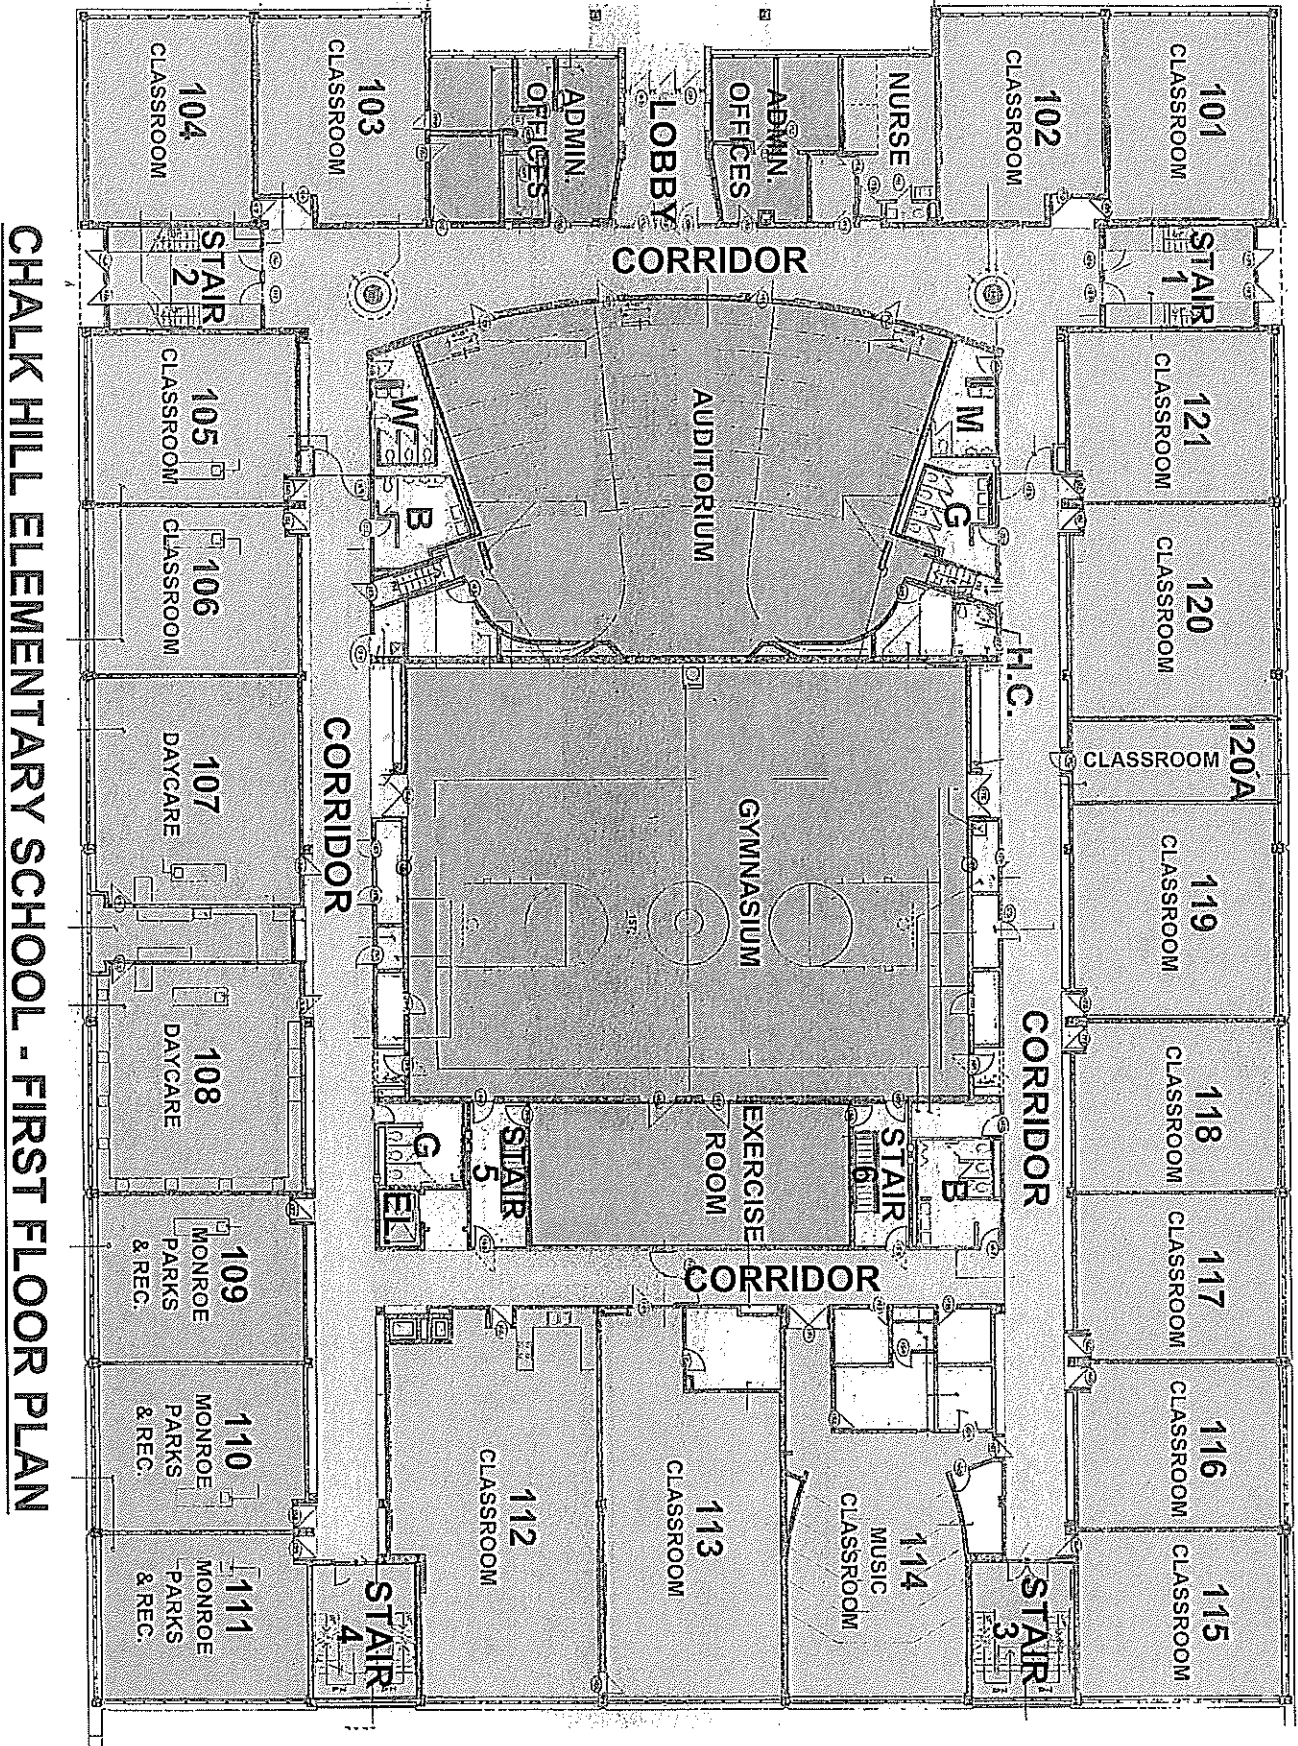 CHALK HILL ELEMENTARY SCHOOL - FIRST FLOOR PLAN
101
CLASSROOM
102
CLASSROOM
NURSE
ADMIN.
OFFICES
LOBBY
ADMIN.
OFFICES
103
CLASSROOM
104
CLASSROOM
STAIR
1
CORRIDOR
STAIR
2
121
CLASSROOM
M
AUDITORIUM
W
105
CLASSROOM
120
CLASSROOM
G
B
106
CLASSROOM
H.C.
120A
CLASSROOM
119
CLASSROOM
GYMNASIUM
CORRIDOR
107
DAYCARE
118
CLASSROOM
CORRIDOR
108
DAYCARE
B
STAIR
6
EXERCISE
ROOM
STAIR
5
G
EL
117
CLASSROOM
CORRIDOR
109
MONROE
PARKS
& REC.
116
CLASSROOM
110
MONROE
PARKS
& REC.
114
MUSIC
CLASSROOM
113
CLASSROOM
112
CLASSROOM
115
CLASSROOM
STAIR
3
STAIR
4
111
MONROE
PARKS
& REC.